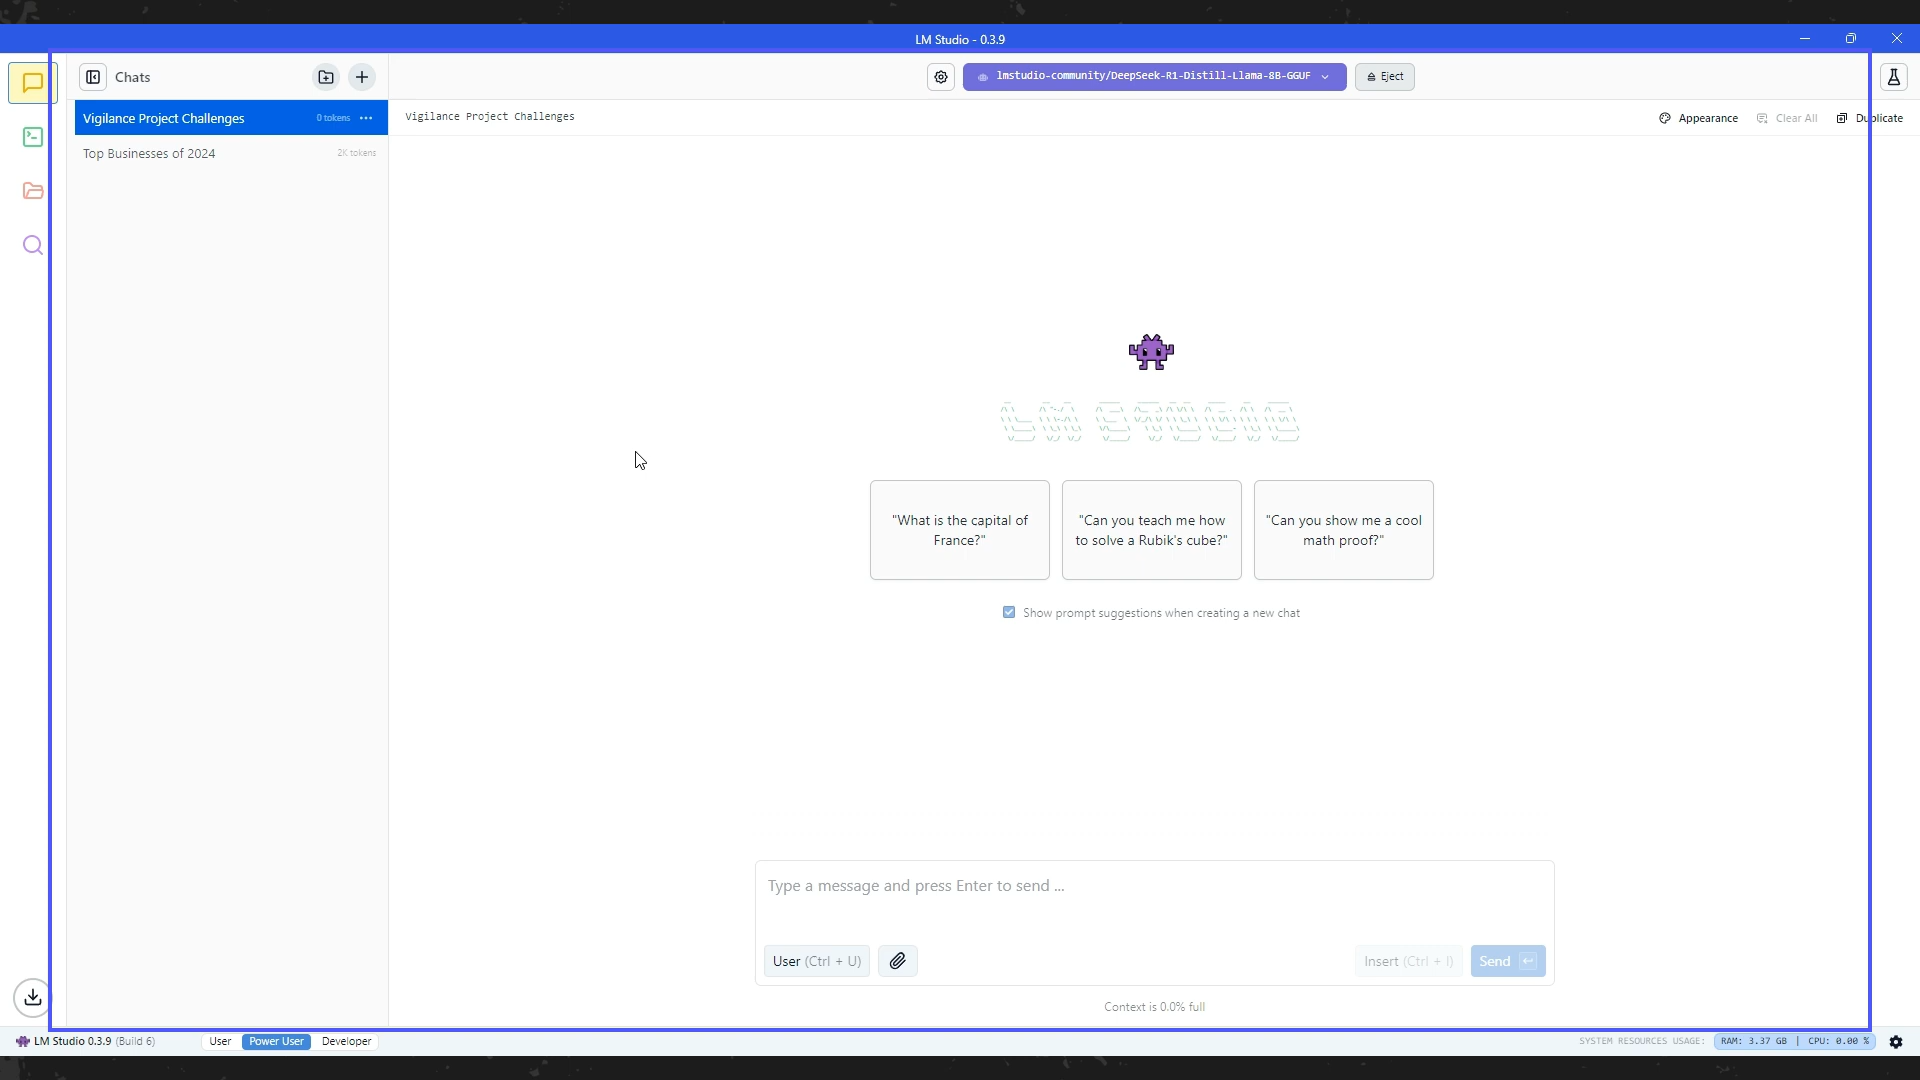 LM Studio - 0.3.9
Chats
lmstudio-community/DeepSeek-R1-Distill-Llama-8B-GGUF
Eject
Vigilance Project Challenges
0 tokens
Vigilance Project Challenges
Appearance
Clear All
Duplicate
Top Businesses of 2024
2K tokens
LM STUDIO
"What is the capital of
France?"
"Can you teach me how
to solve a Rubik's cube?"
"Can you show me a cool
math proof?"
Show prompt suggestions when creating a new chat
Type a message and press Enter to send ...
User (Ctrl + U)
Insert (Ctrl + I)
Send
Context is 0.0% full
LM Studio 0.3.9 (Build 6)
User
Power User
Developer
SYSTEM RESOURCES USAGE:
RAM: 3.37 GB | CPU: 0.00 %